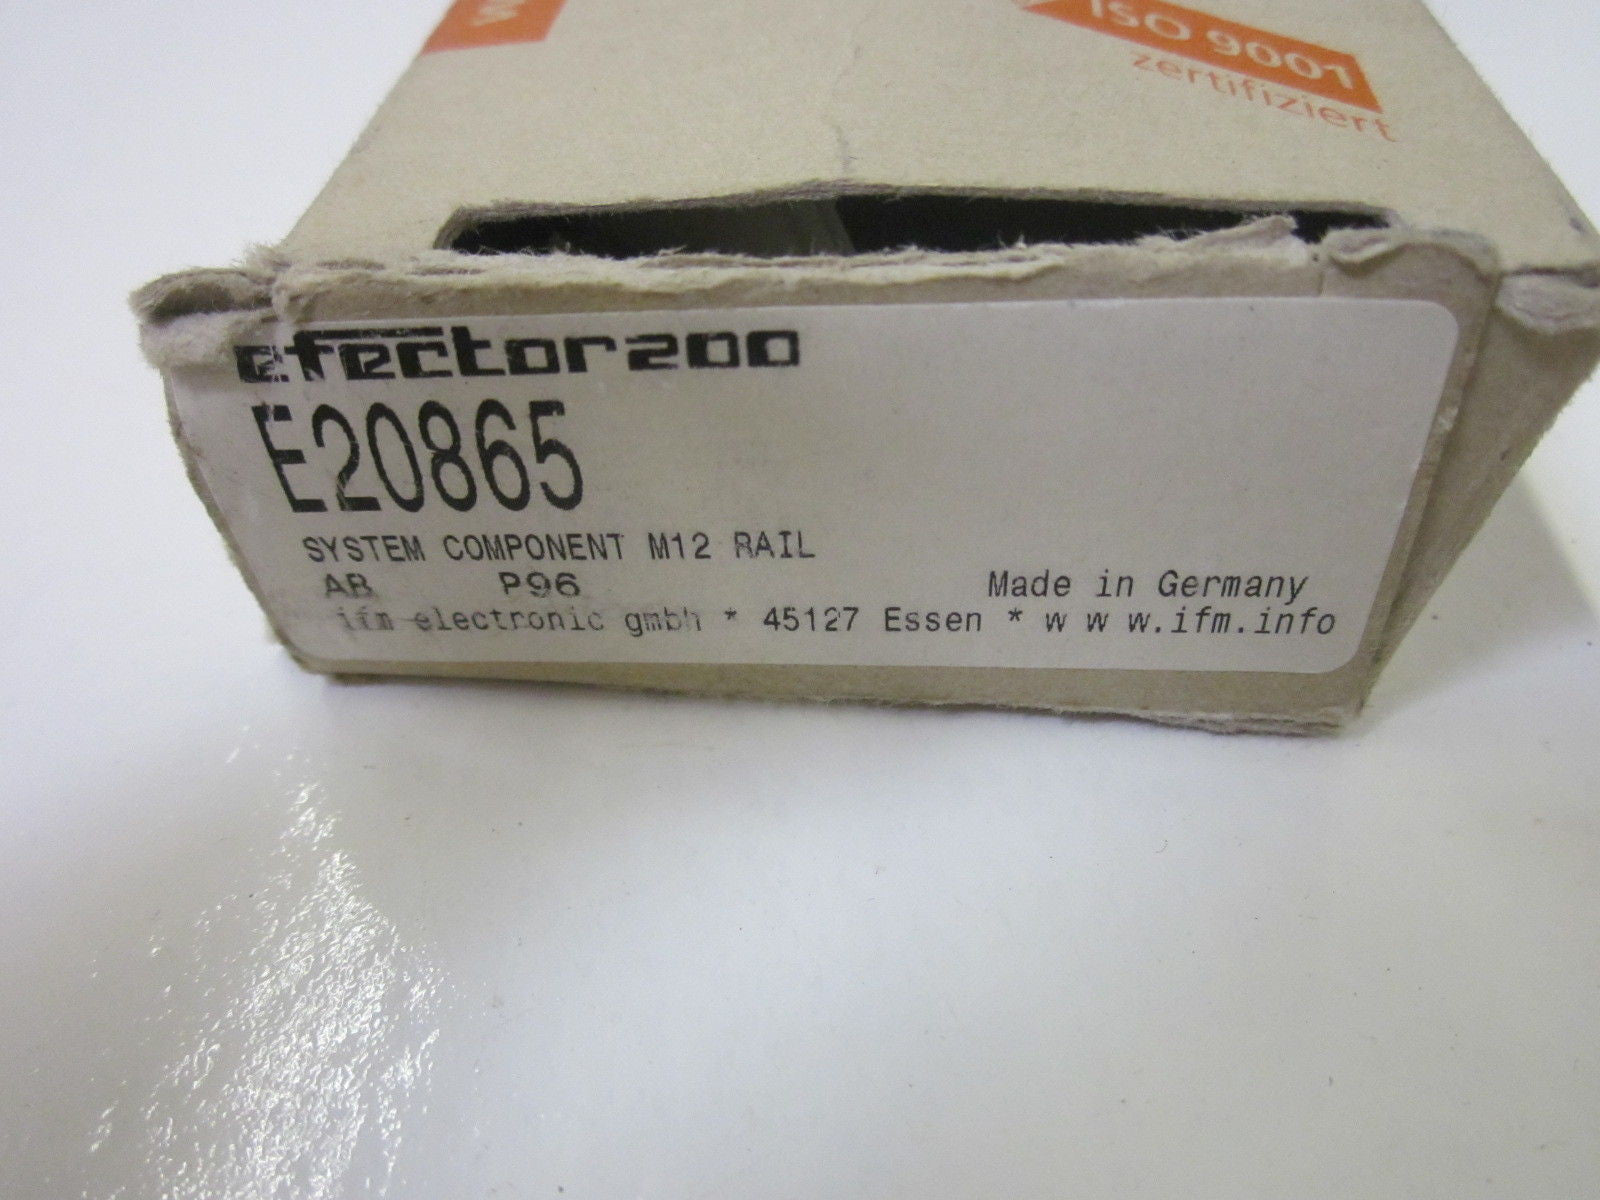 ISO 9001
zertifiziert
efector200
E20865
SYSTEM COMPONENT M12 RAIL
AB P96
Made in Germany
ifm electronic gmbh * 45127 Essen * w w w.ifm.info